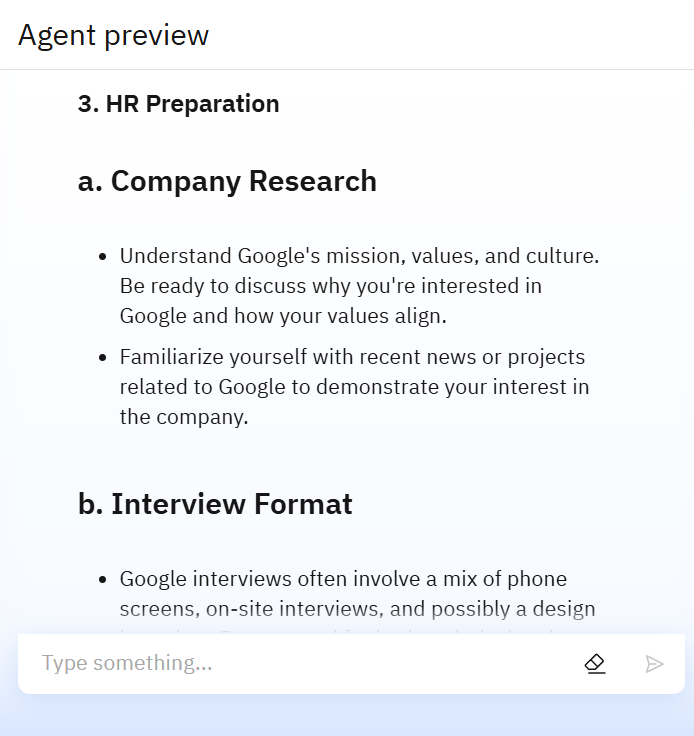 Agent preview
3. HR Preparation
a. Company Research
Understand Google's mission, values, and culture.
Be ready to discuss why you're interested in
Google and how your values align.
Familiarize yourself with recent news or projects
related to Google to demonstrate your interest in
the company.
b. Interview Format
Google interviews often involve a mix of phone
screens, on-site interviews, and possibly a design
Type something...